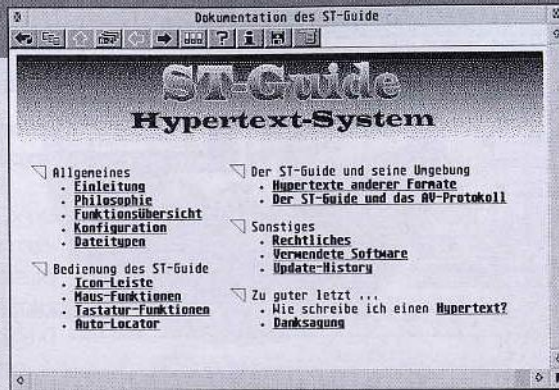 Dokumentation des ST-Guide
ST-Guide
Hypertext-System
Allgemeines
• Einleitung
• Philosophie
• Funktionsübersicht
• Konfiguration
• Dateitypen
Bedienung des ST-Guide
• Icon-Leiste
• Maus-Funktionen
• Tastatur-Funktionen
• Auto-Locator
Der ST-Guide und seine Umgebung
• Hypertexte anderer Formate
• Der ST-Guide und das AV-Protokoll
Sonstiges
• Rechtliches
• Verwendete Software
• Update-History
Zu guter letzt ...
• Wie schreibe ich einen Hypertext?
• Danksagung